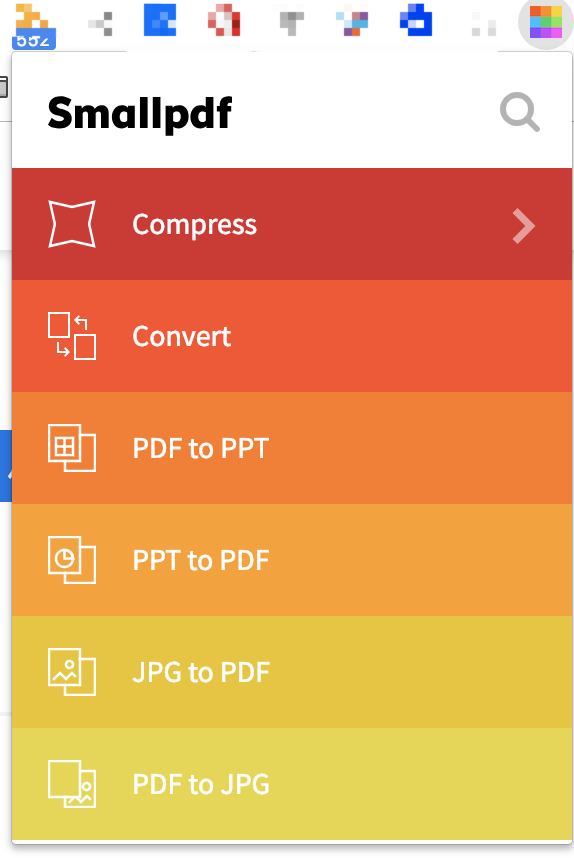 552
Smallpdf
Compress
Convert
PDF to PPT
PPT to PDF
JPG to PDF
PDF to JPG